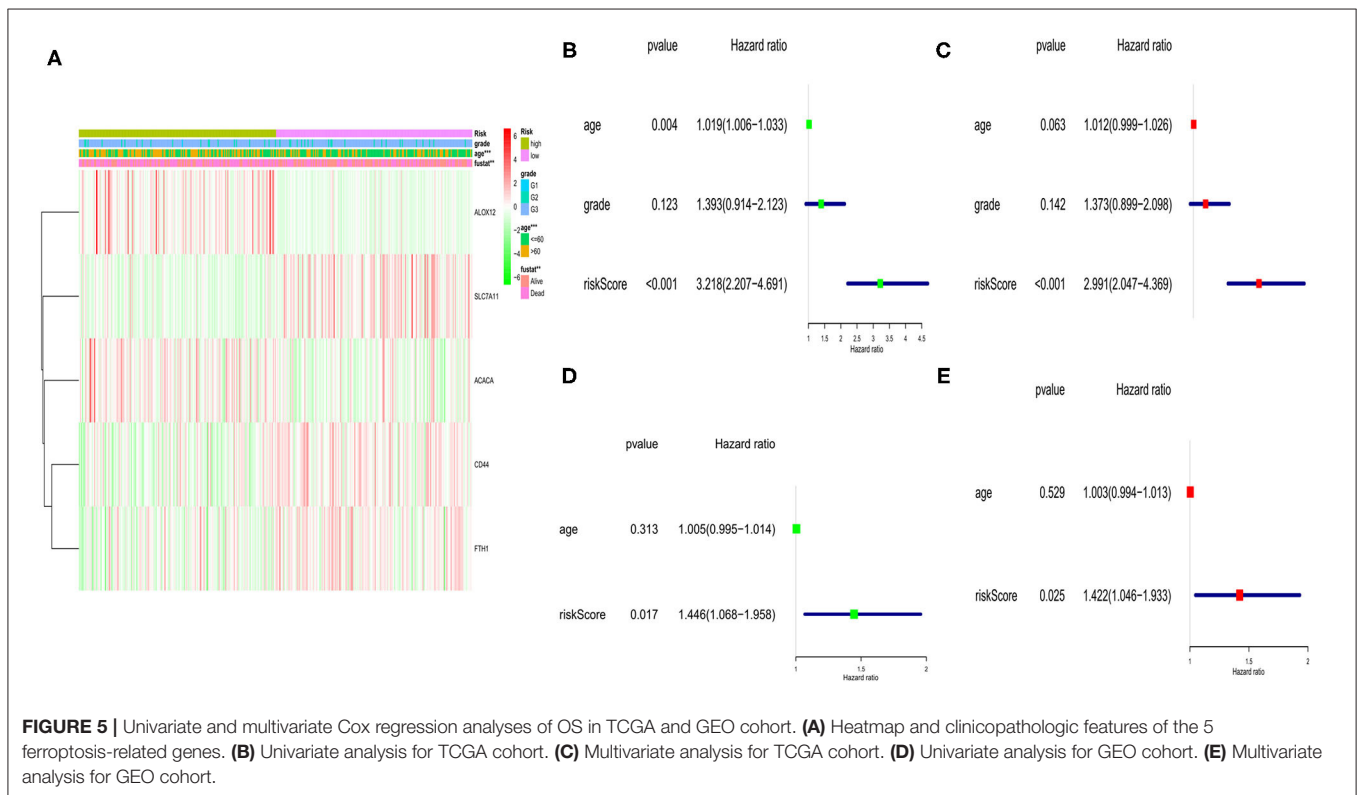 A
Risk
grade
age***
fustat**
ALOX12
SLC7A11
ACACA
CD44
FTH1
6
4
2
0
−2
−4
−6
Risk
high
low
grade
G1
G2
G3
age***
<=60
>60
fustat**
Alive
Dead
B
pvalue Hazard ratio
age 0.004 1.019(1.006−1.033)
grade 0.123 1.393(0.914−2.123)
riskScore <0.001 3.218(2.207−4.691)
1 1.5 2 2.5 3 3.5 4 4.5
Hazard ratio
C
pvalue Hazard ratio
age 0.063 1.012(0.999−1.026)
grade 0.142 1.373(0.899−2.098)
riskScore <0.001 2.991(2.047−4.369)
D
pvalue Hazard ratio
age 0.313 1.005(0.995−1.014)
riskScore 0.017 1.446(1.068−1.958)
1 1.5 2
Hazard ratio
E
pvalue Hazard ratio
age 0.529 1.003(0.994−1.013)
riskScore 0.025 1.422(1.046−1.933)
1 1.5 2
Hazard ratio
FIGURE 5 | Univariate and multivariate Cox regression analyses of OS in TCGA and GEO cohort. (A) Heatmap and clinicopathologic features of the 5
ferroptosis-related genes. (B) Univariate analysis for TCGA cohort. (C) Multivariate analysis for TCGA cohort. (D) Univariate analysis for GEO cohort. (E) Multivariate
analysis for GEO cohort.